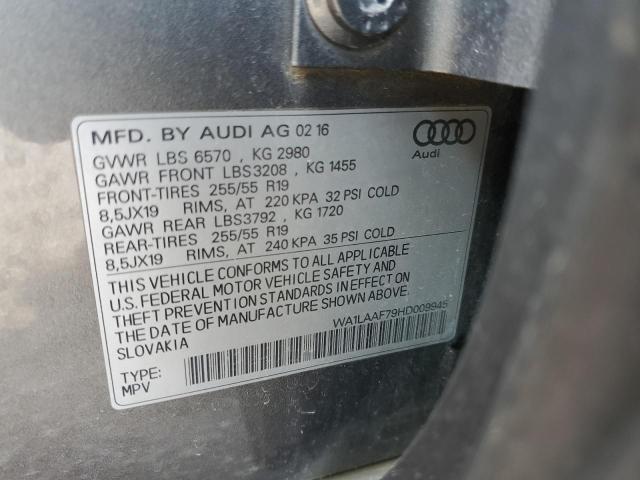 MFD. BY AUDI AG 02 16
GVWR LBS 6570 , KG 2980
GAWR FRONT LBS3208 , KG 1455
FRONT-TIRES 255/55 R19
8,5JX19 RIMS, AT 220 KPA 32 PSI COLD
GAWR REAR LBS3792 , KG 1720
REAR-TIRES 255/55 R19
8,5JX19 RIMS, AT 240 KPA 35 PSI COLD
THIS VEHICLE CONFORMS TO ALL APPLICABLE
U.S. FEDERAL MOTOR VEHICLE SAFETY AND
THEFT PREVENTION STANDARDS IN EFFECT ON
THE DATE OF MANUFACTURE SHOWN ABOVE.
SLOVAKIA
WA1LAAF79HD009945
TYPE:
MPV
Audi